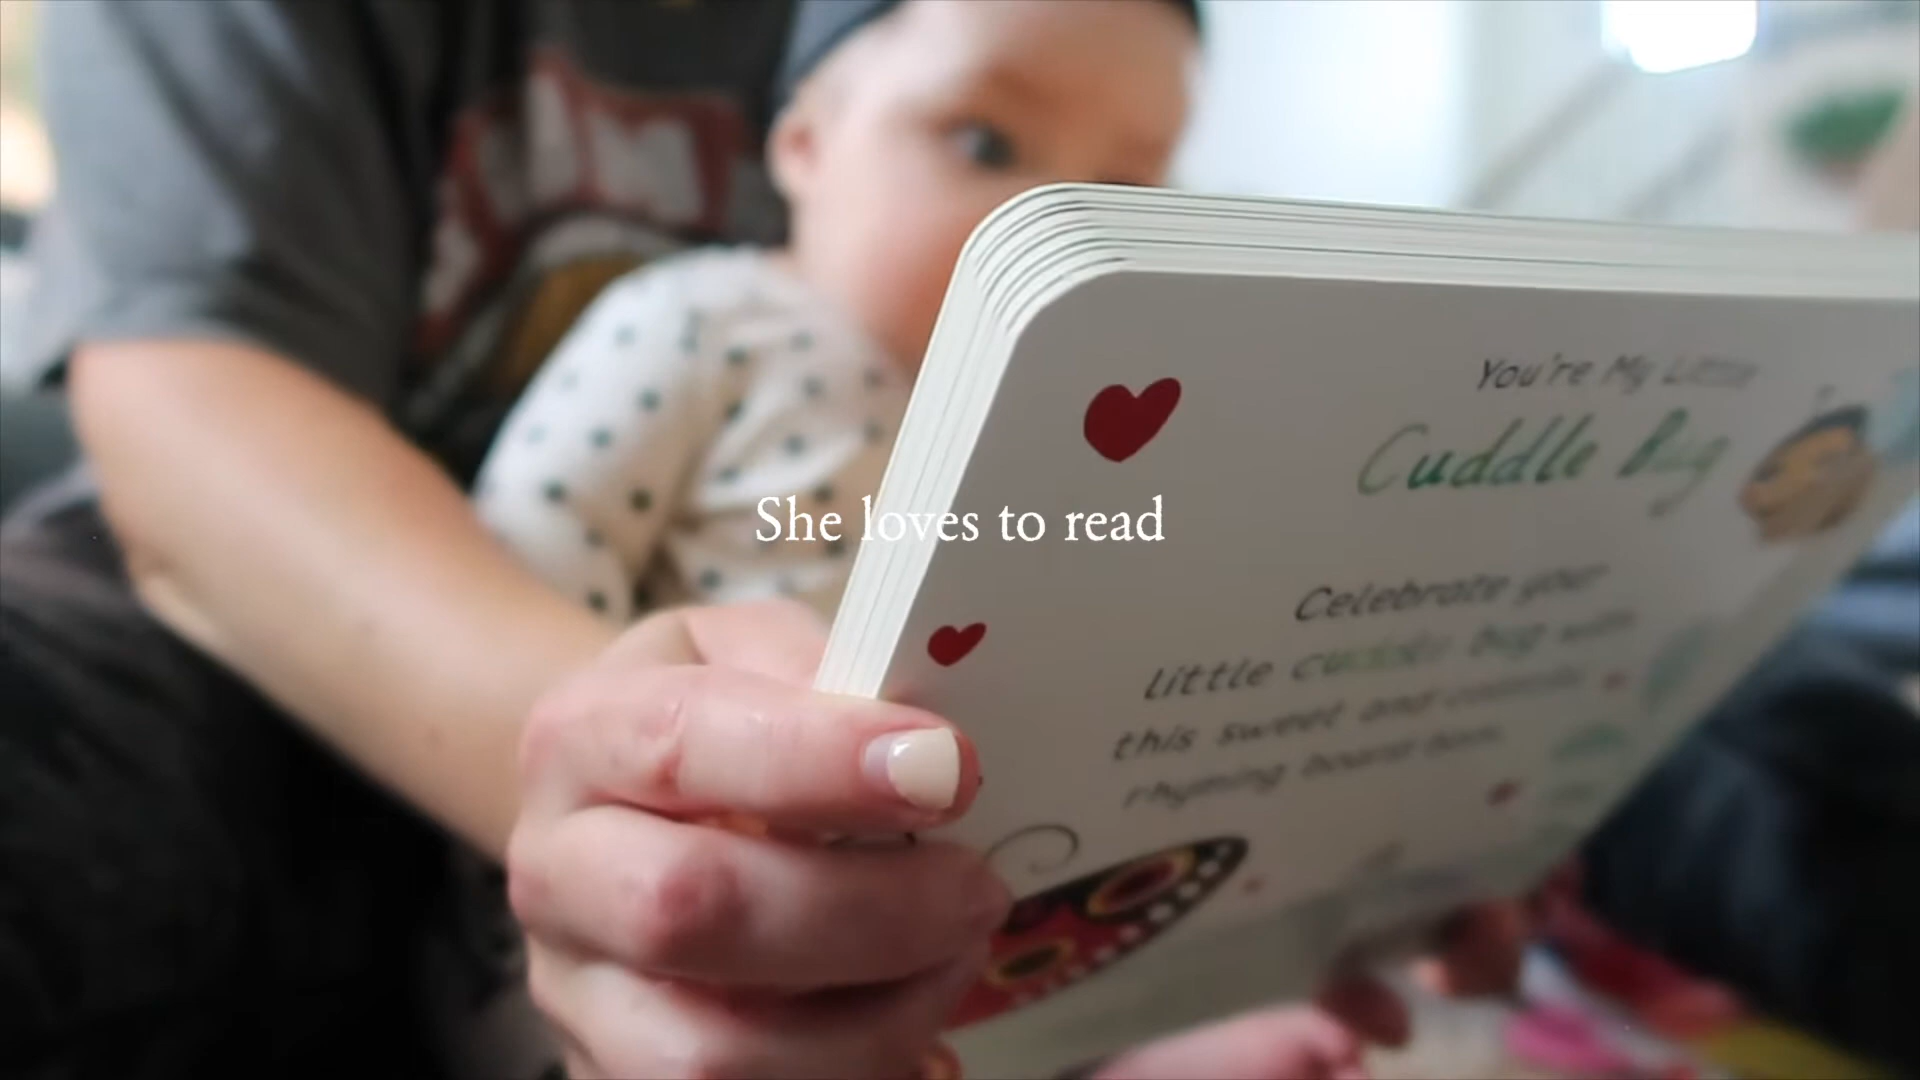 You're My Little
Cuddle Bug
She loves to read
Celebrate your
little cuddle bug with
this sweet and colorful
rhyming board book.